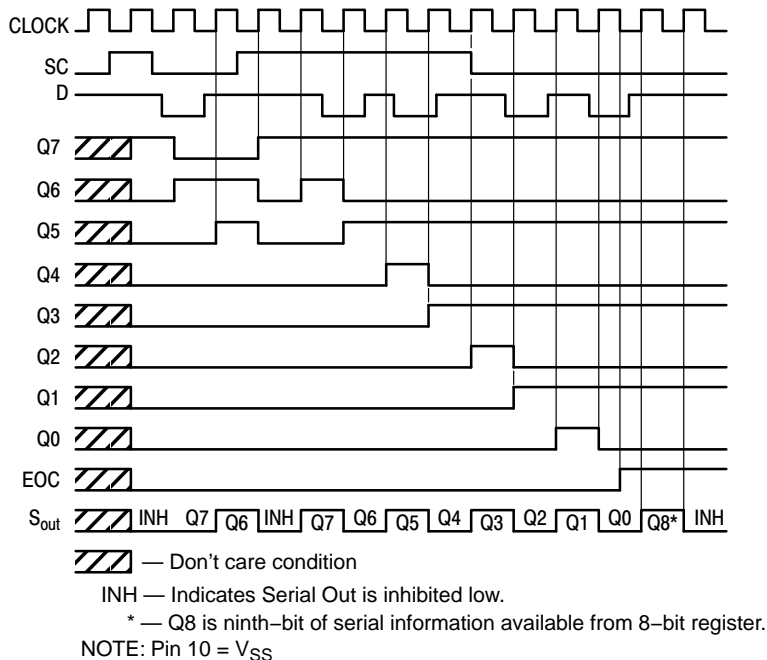 CLOCK
SC
D
Q7
Q6
Q5
Q4
Q3
Q2
Q1
Q0
EOC
Sout INH Q7 Q6 INH Q7 Q6 Q5 Q4 Q3 Q2 Q1 Q0 Q8* INH
— Don't care condition
INH — Indicates Serial Out is inhibited low.
* — Q8 is ninth−bit of serial information available from 8−bit register.
NOTE: Pin 10 = VSS